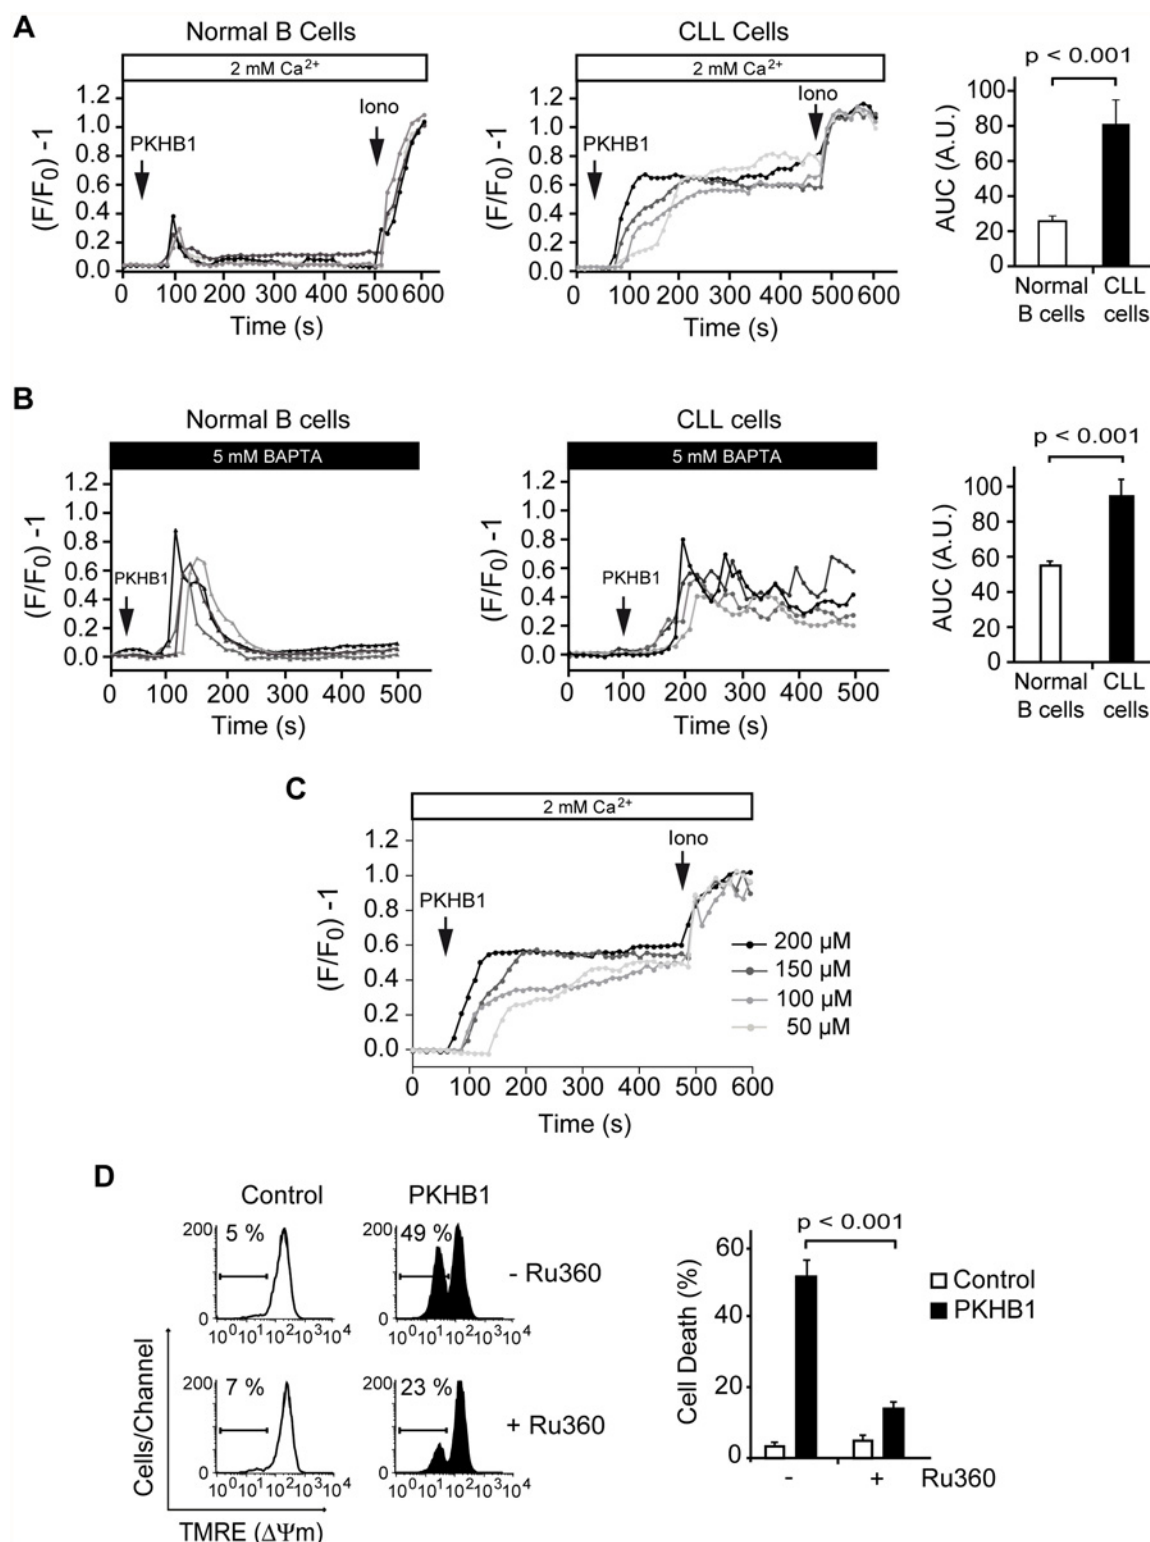 A
Normal B Cells
2 mM Ca²⁺
(F/F₀) -1
1.2
1.0
0.8
0.6
0.4
0.2
0.0
PKHB1
Iono
0 100 200 300 400 500 600
Time (s)
CLL Cells
2 mM Ca²⁺
(F/F₀) -1
1.2
1.0
0.8
0.6
0.4
0.2
0.0
PKHB1
Iono
0 100 200 300 400 500 600
Time (s)
p < 0.001
AUC (A.U.)
100
80
60
40
20
0
Normal CLL
B cells cells
B
Normal B cells
5 mM BAPTA
(F/F₀) -1
1.2
1.0
0.8
0.6
0.4
0.2
0.0
PKHB1
0 100 200 300 400 500
Time (s)
CLL cells
5 mM BAPTA
(F/F₀) -1
1.2
1.0
0.8
0.6
0.4
0.2
0.0
PKHB1
0 100 200 300 400 500
Time (s)
p < 0.001
AUC (A.U.)
100
80
60
40
20
0
Normal CLL
B cells cells
C
2 mM Ca²⁺
(F/F₀) -1
1.2
1.0
0.8
0.6
0.4
0.2
0.0
PKHB1
Iono
200 µM
150 µM
100 µM
50 µM
0 100 200 300 400 500 600
Time (s)
D
Control PKHB1
200 5 %
0
10⁰10¹10²10³10⁴
200 49 %
0
10⁰10¹10²10³10⁴
- Ru360
200 7 %
0
10⁰10¹10²10³10⁴
200 23 %
0
10⁰10¹10²10³10⁴
+ Ru360
Cells/Channel
TMRE (ΔΨm)
p < 0.001
Cell Death (%)
60
40
20
0
Control
PKHB1
- + Ru360